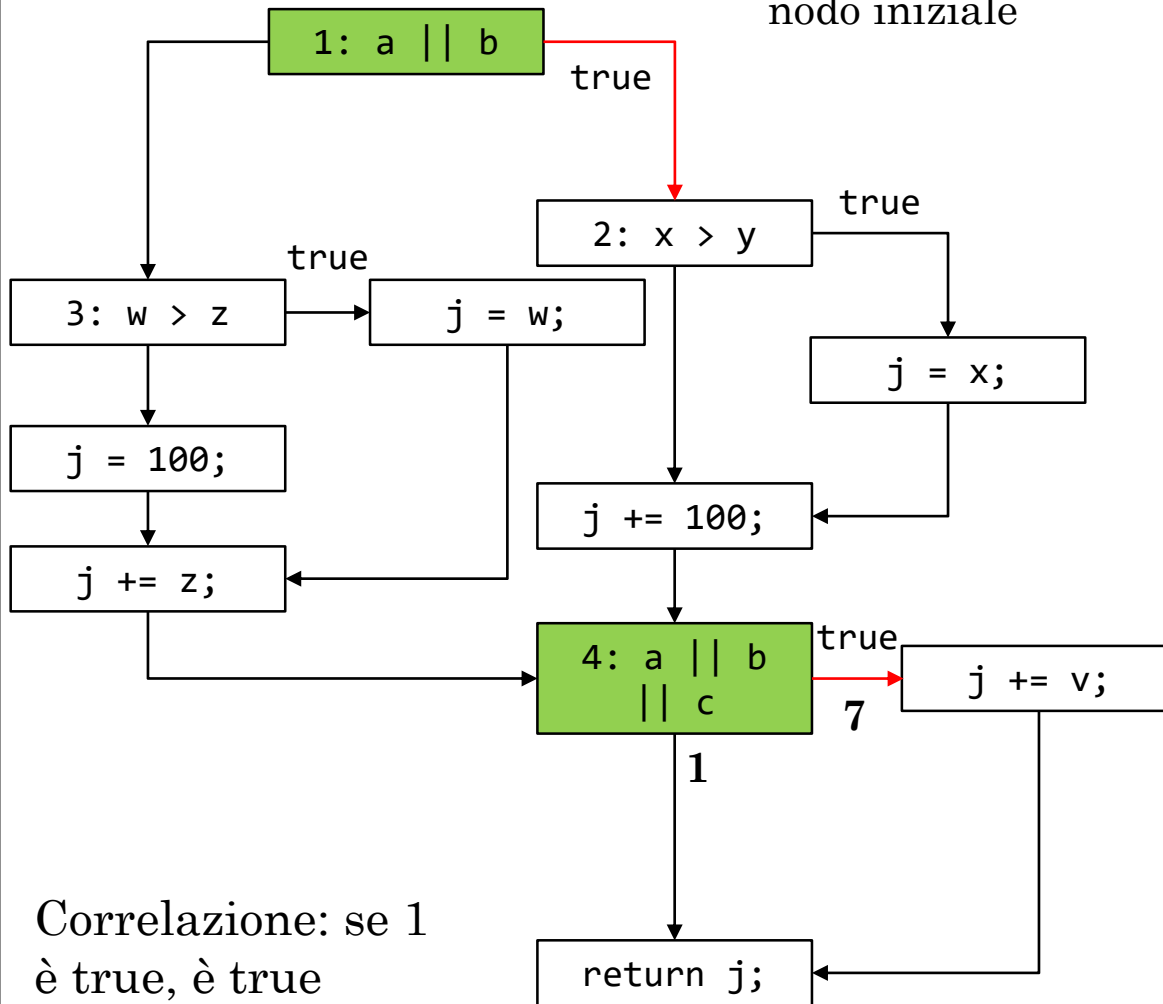 nodo iniziale
1: a || b
true
true
2: x > y
true
3: w > z
j = w;
j = x;
j = 100;
j += 100;
j += z;
true
4: a || b
|| c
j += v;
7
1
Correlazione: se 1
è true, è true
return j;